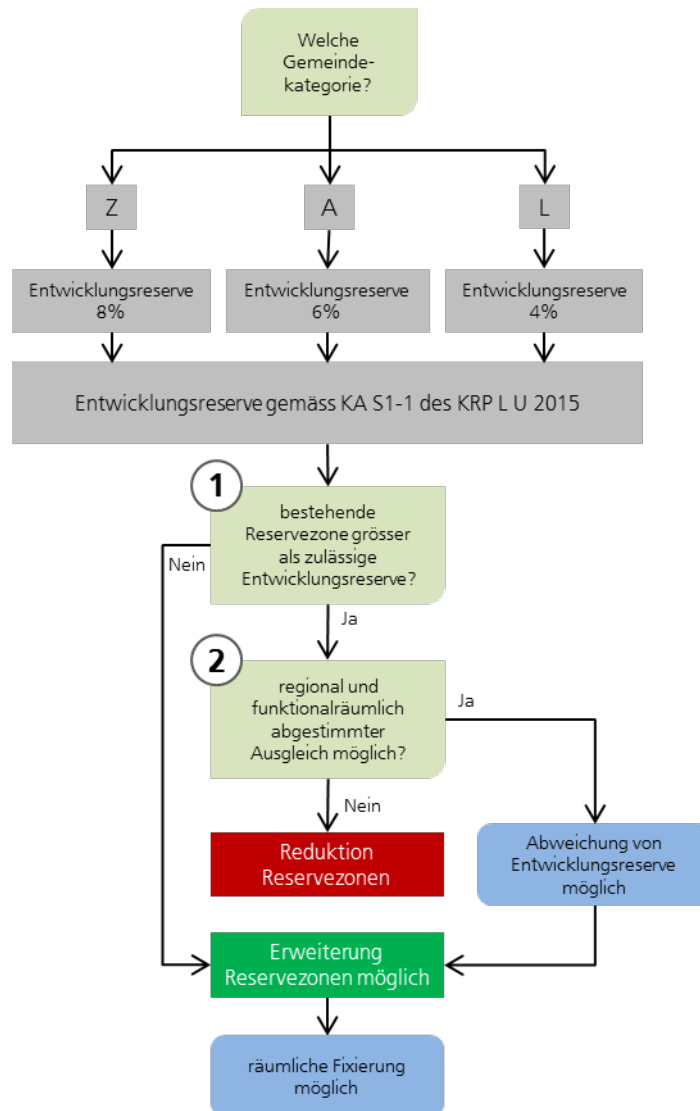 Welche
Gemeinde-
kategorie?
Z
A
L
Entwicklungsreserve
8%
Entwicklungsreserve
6%
Entwicklungsreserve
4%
Entwicklungsreserve gemäss KA S1-1 des KRP L U 2015
1
bestehende
Reservezone grösser
als zulässige
Entwicklungsreserve?
Nein
Ja
2
regional und
funktionalräumlich
abgestimmter
Ausgleich möglich?
Ja
Nein
Reduktion
Reservezonen
Abweichung von
Entwicklungsreserve
möglich
Erweiterung
Reservezonen möglich
räumliche Fixierung
möglich